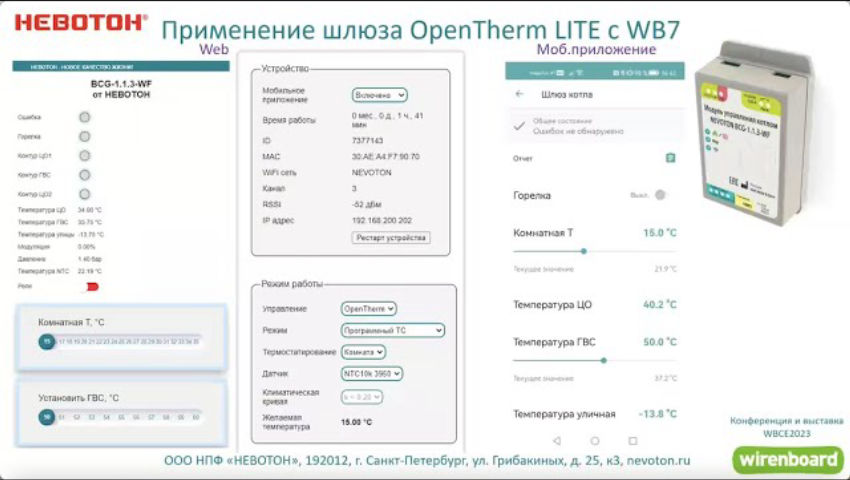 НЕВОТОН®
Применение шлюза OpenTherm LITE с WB7
Web
НЕВОТОН - НОВОЕ КАЧЕСТВО ЖИЗНИ!
BCG-1.1.3-WF
от НЕВОТОН
Ошибка
Горелка
Контур ЦО1
Контур ГВС
Контур ЦО2
Температура ЦО 34.00 °C
Температура ГВС 33.75 °C
Температура улицы -13.70 °C
Модуляция 0.00%
Давление 1.40 бар
Температура NTC 22.19 °C
Реле
Комнатная Т, °C
15 17 18 19 20 21 22 23 24 25 26 27 28 29 30 31 32 33 34 35
Установить ГВС, °C
50 51 52 53 54 55 56 57 58 59 60
Устройство
Мобильное приложение Включено
Время работы 0 мес., 0 д., 1 ч., 41 мин
ID 7377143
MAC 30:AE:A4:F7:90:70
WiFi сеть NEVOTON
Канал 3
RSSI -52 дБм
IP адрес 192.168.200.202
Рестарт устройства
Режим работы
Управление OpenTherm
Режим Программный ТС
Термостатирование Комната
Датчик NTC10k 3950
Климатическая кривая k = 0.20
Желаемая температура 15.00 °C
Моб.приложение
Шлюз котла
Общее состояние
Ошибок не обнаружено
Отчет
Горелка Выкл.
Комнатная Т 15.0 °C
Текущее значение 21.9°C
Температура ЦО 40.2 °C
Температура ГВС 50.0 °C
Текущее значение 37.2°C
Температура уличная -13.8 °C
Модуль управления котлом
NEVOTON BCG-1.1.3-WF
EAC
Конференция и выставка
WBCE2023
wirenboard
ООО НПФ «НЕВОТОН», 192012, г. Санкт-Петербург, ул. Грибакиных, д. 25, к3, nevoton.ru